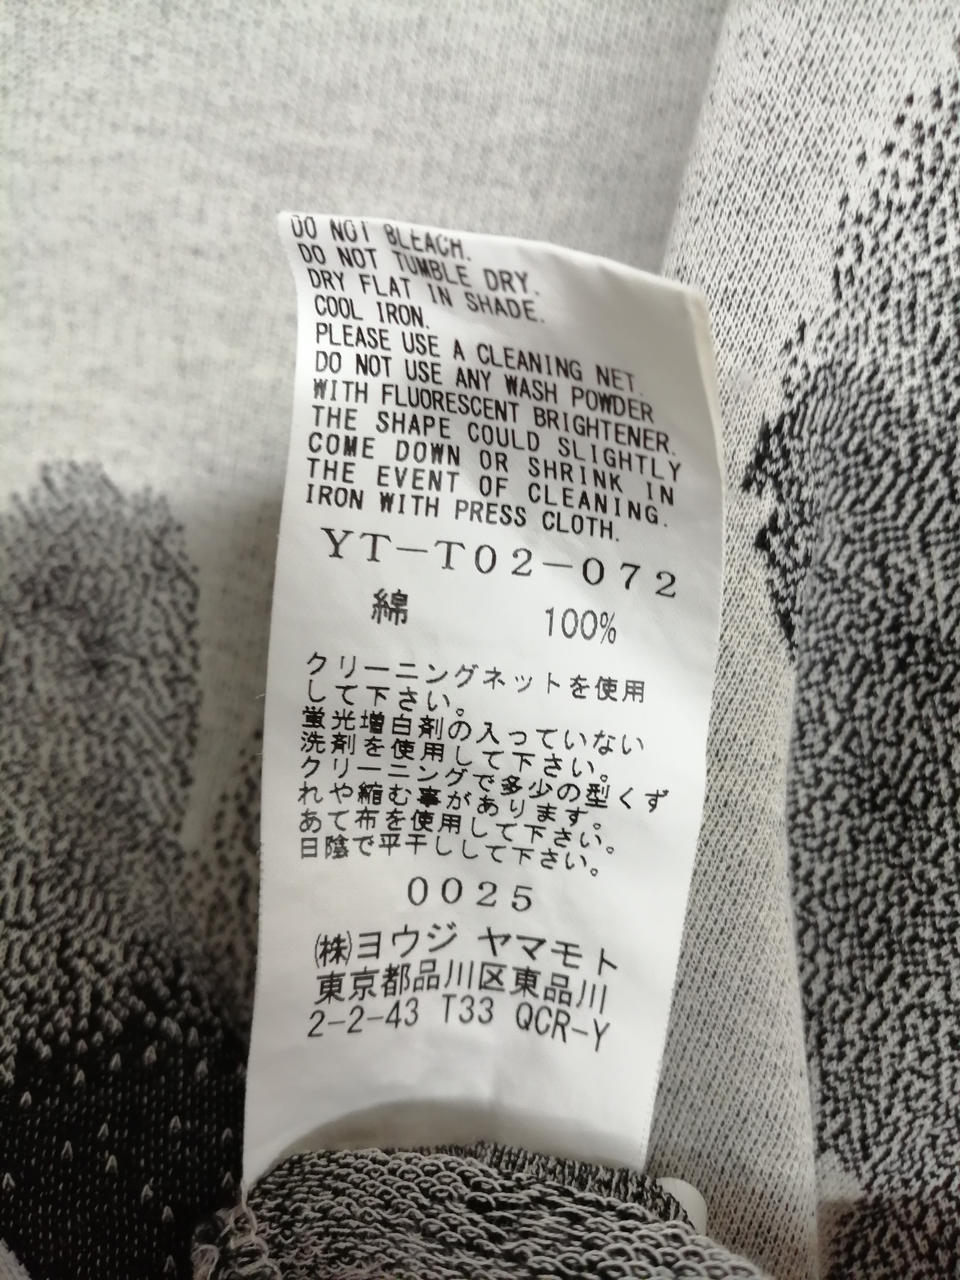 DO NOT BLEACH.
DO NOT TUMBLE DRY.
DRY FLAT IN SHADE.
COOL IRON.
PLEASE USE A CLEANING NET.
DO NOT USE ANY WASH POWDER
WITH FLUORESCENT BRIGHTENER.
THE SHAPE COULD SLIGHTLY
COME DOWN OR SHRINK IN
THE EVENT OF CLEANING.
IRON WITH PRESS CLOTH.
YT-T02-072
綿 100%
クリーニングネットを使用
して下さい。
蛍光増白剤の入っていない
洗剤を使用して下さい。
クリーニングで多少の型くず
れや縮む事があります。
あて布を使用して下さい。
日陰で平干しして下さい。
0025
㈱ヨウジ ヤマモト
東京都品川区東品川
2-2-43 T33 QCR-Y